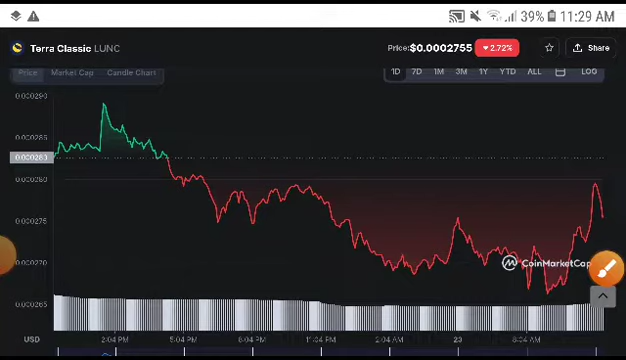 39% 11:29 AM
Terra Classic LUNC
Price:$0.0002755 ▼2.72%
Share
Price Market Cap Candle Chart
1D 7D 1M 3M 1Y YTD ALL LOG
0.000290
0.000285
0.000283
0.000280
0.000275
0.000270
0.000265
CoinMarketCap
USD
2:04 PM 5:04 PM 8:04 PM 11:04 PM 2:04 AM 23 8:04 AM